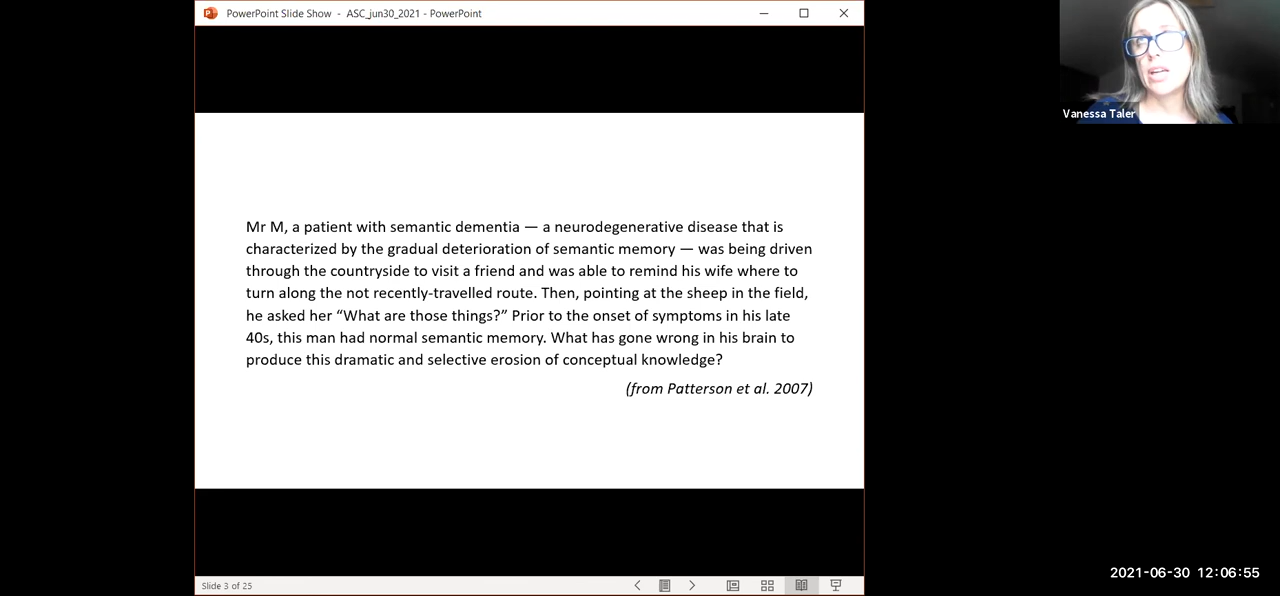 PowerPoint Slide Show - ASC_jun30_2021 - PowerPoint
Vanessa Taler
Mr M, a patient with semantic dementia — a neurodegenerative disease that is
characterized by the gradual deterioration of semantic memory — was being driven
through the countryside to visit a friend and was able to remind his wife where to
turn along the not recently-travelled route. Then, pointing at the sheep in the field,
he asked her “What are those things?” Prior to the onset of symptoms in his late
40s, this man had normal semantic memory. What has gone wrong in his brain to
produce this dramatic and selective erosion of conceptual knowledge?
(from Patterson et al. 2007)
2021-06-30 12:06:55
Slide 3 of 25